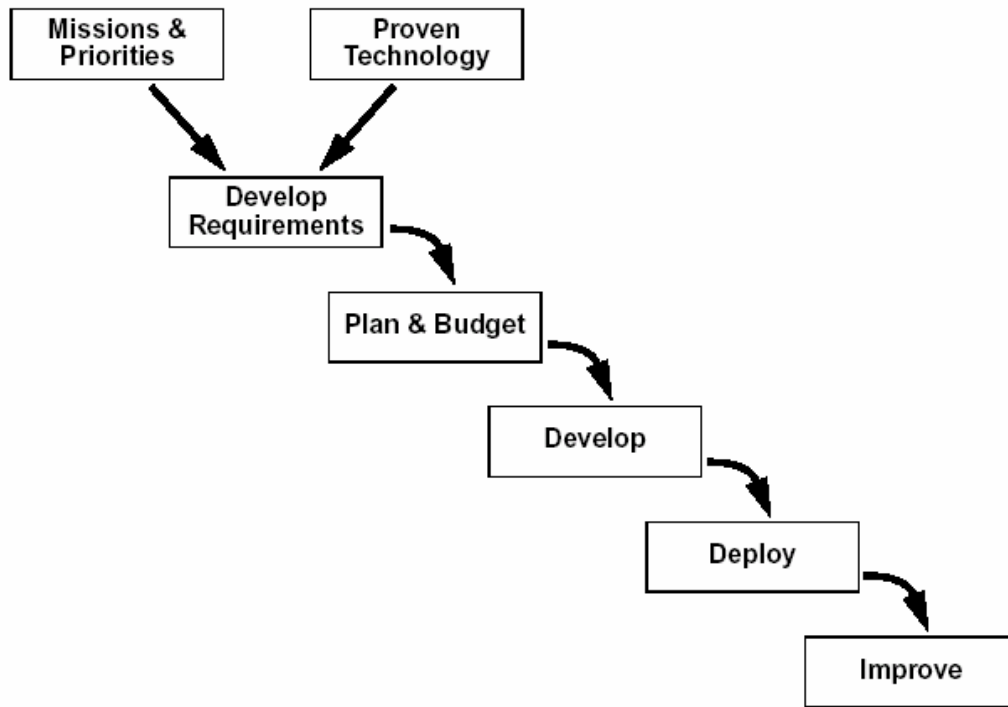 Missions &
Priorities
Proven
Technology
Develop
Requirements
Plan & Budget
Develop
Deploy
Improve